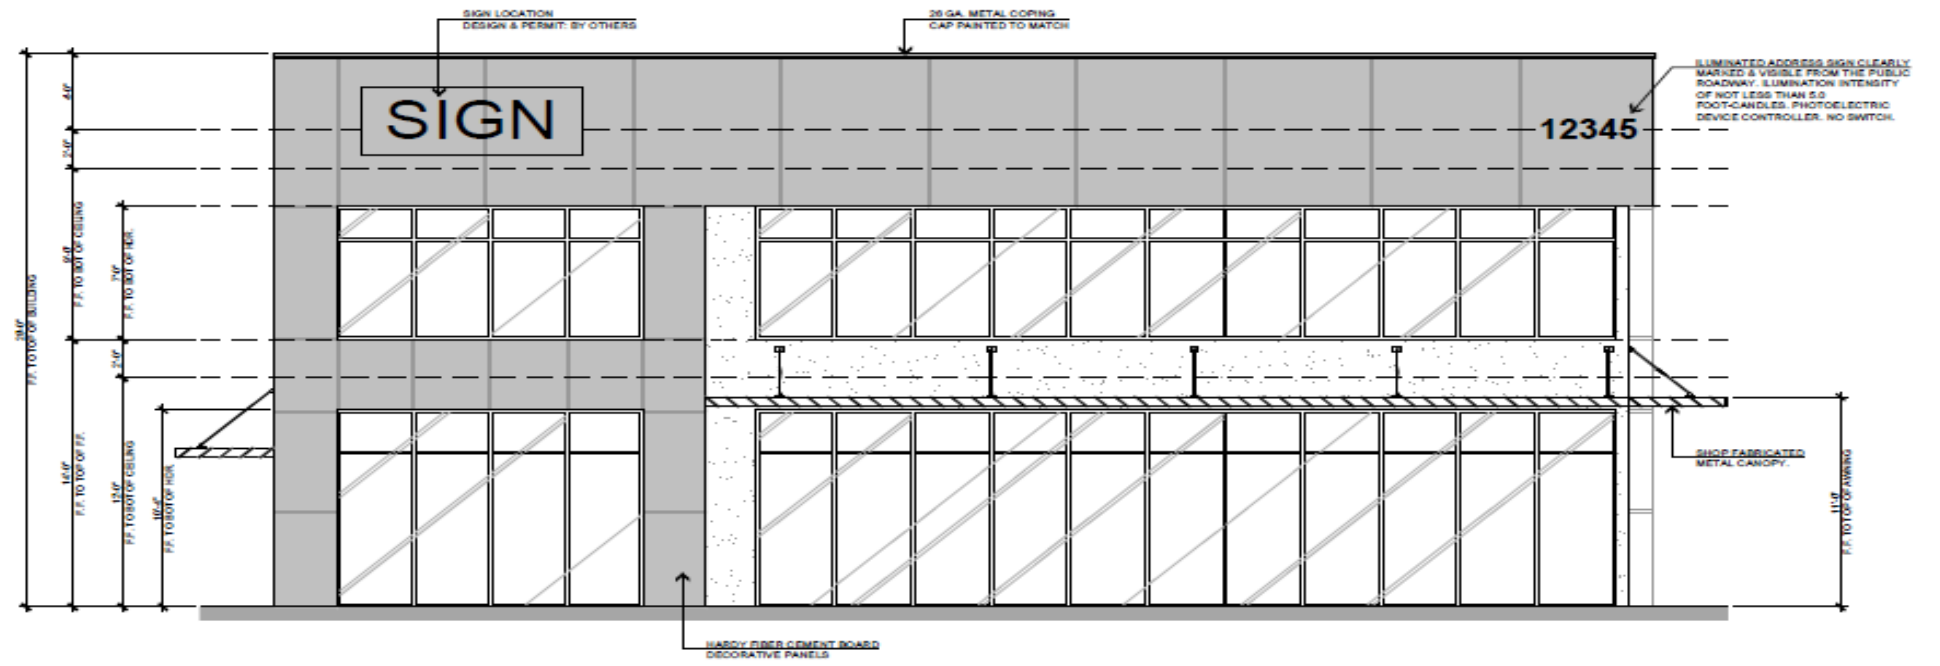 SIGN LOCATION
DESIGN & PERMIT: BY OTHERS
26 GA. METAL COPING
CAP PAINTED TO MATCH
ILUMINATED ADDRESS SIGN CLEARLY
MARKED & VISIBLE FROM THE PUBLIC
ROADWAY. ILUMINATION INTENSITY
OF NOT LESS THAN 5.0
FOOT-CANDLES. PHOTOELECTRIC
DEVICE CONTROLLER. NO SWITCH.
SIGN
12345
4'-0"
2'-0"
9'-0"
F.F. TO BOT OF CEILING
7'-0"
F.F. TO BOT OF HDR.
F.F. TO TOP OF BUILDING
2'-0"
14'-0"
F.F. TO TOP OF F.F.
12'-0"
F.F. TO BOT OF CEILING
10'-4"
F.F. TO BOT OF HDR.
SHOP FABRICATED
METAL CANOPY.
11'-0"
F.F. TO TOP OF AWNING
HARDY FIBER CEMENT BOARD
DECORATIVE PANELS